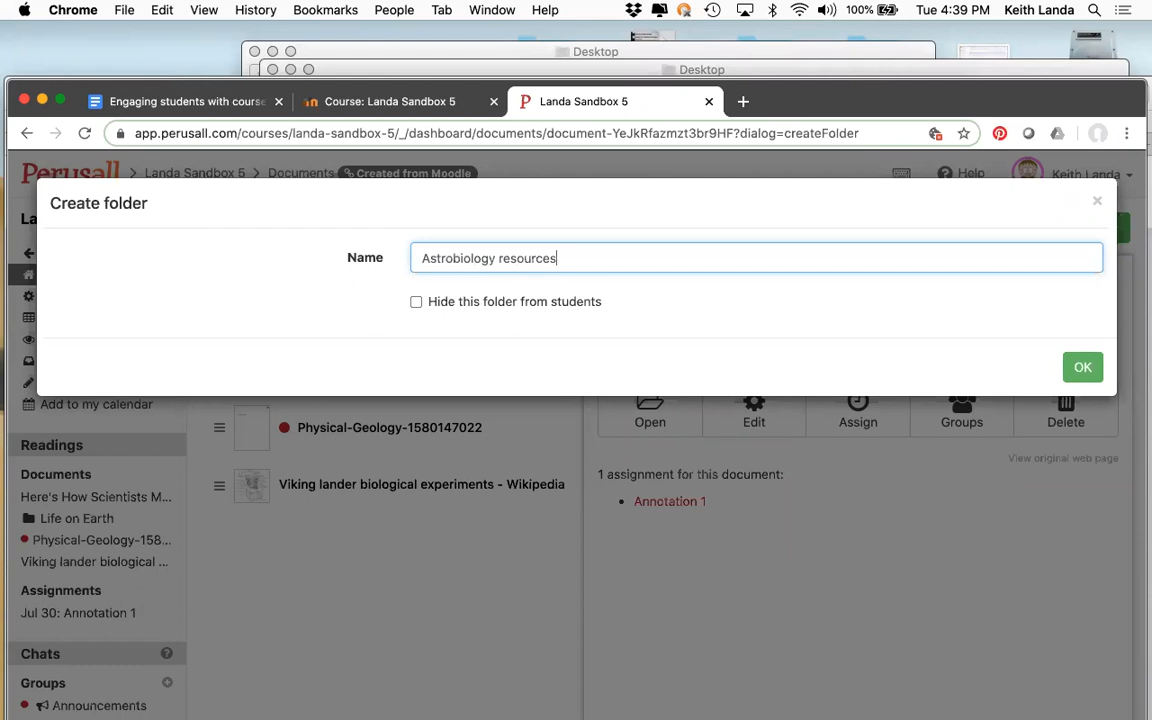 Chrome File Edit View History Bookmarks People Tab Window Help 100% Tue 4:39 PM Keith Landa
Desktop
Desktop
Engaging students with course Course: Landa Sandbox 5 Landa Sandbox 5
app.perusall.com/courses/landa-sandbox-5/_/dashboard/documents/document-YeJkRfazmzt3br9HF?dialog=createFolder
Perusall Landa Sandbox 5 Documents Created from Moodle Help Keith Landa
Create folder
La
Name Astrobiology resources
Hide this folder from students
OK
Add to my calendar
Physical-Geology-1580147022
Open Edit Assign Groups Delete
Readings
View original web page
Documents
1 assignment for this document:
Viking lander biological experiments - Wikipedia
Here's How Scientists M...
Annotation 1
Life on Earth
Physical-Geology-158...
Viking lander biological ...
Assignments
Jul 30: Annotation 1
Chats
Groups
Announcements